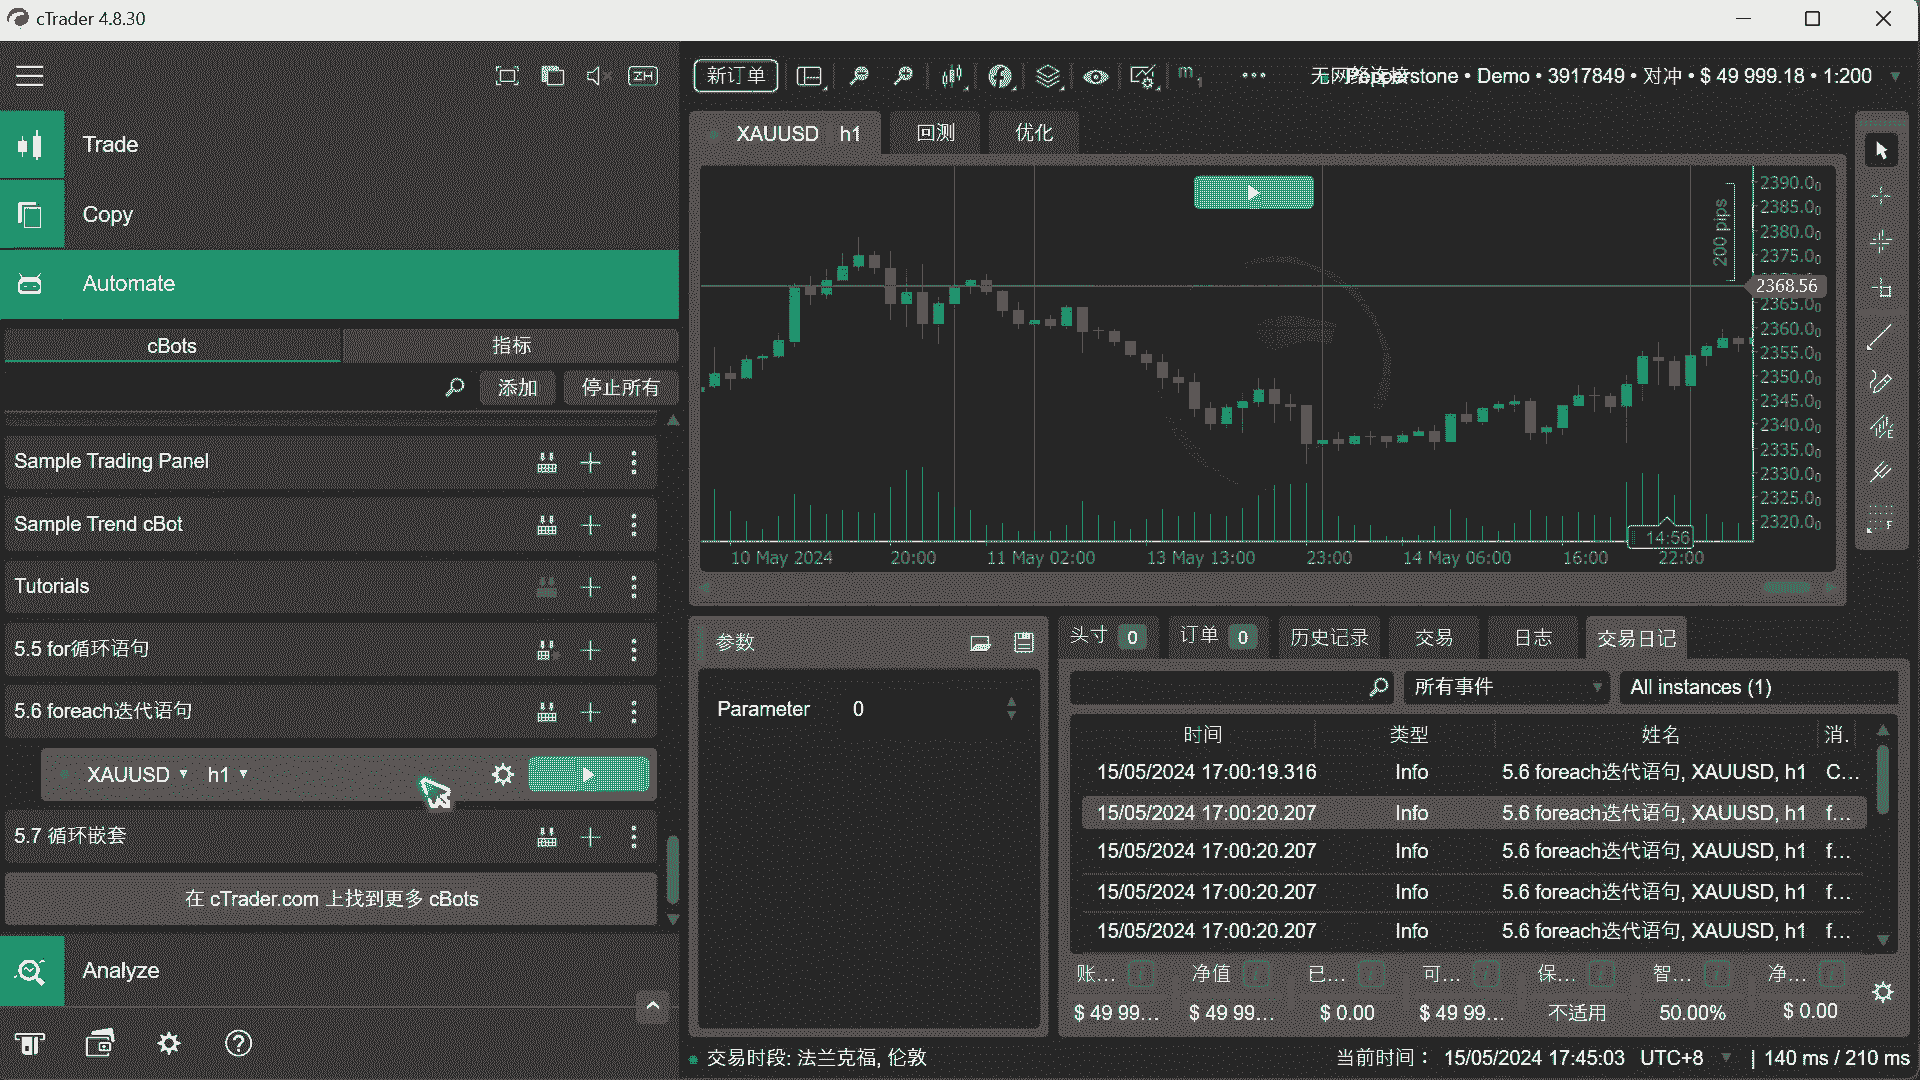 cTrader 4.8.30
ZH
新订单
Pepperstone • Demo • 3917849 • 对冲 • $ 49 999.18 • 1:200
Trade
Copy
Automate
cBots
指标
添加
停止所有
Sample Trading Panel
Sample Trend cBot
Tutorials
5.5 for循环语句
5.6 foreach迭代语句
XAUUSD h1
5.7 循环嵌套
在 cTrader.com 上找到更多 cBots
Analyze
XAUUSD h1
回测
优化
200 pips
2390.00
2385.00
2380.00
2375.00
2368.56
2365.00
2360.00
2355.00
2350.00
2345.00
2340.00
2335.00
2330.00
2325.00
2320.00
14:56
10 May 2024 20:00 11 May 02:00 13 May 13:00 23:00 14 May 06:00 16:00 22:00
参数
Parameter 0
头寸 0
订单 0
历史记录
交易
日志
交易日记
所有事件
All instances (1)
时间 类型 姓名 消.
15/05/2024 17:00:19.316 Info 5.6 foreach迭代语句, XAUUSD, h1 C...
15/05/2024 17:00:20.207 Info 5.6 foreach迭代语句, XAUUSD, h1 f...
15/05/2024 17:00:20.207 Info 5.6 foreach迭代语句, XAUUSD, h1 f...
15/05/2024 17:00:20.207 Info 5.6 foreach迭代语句, XAUUSD, h1 f...
15/05/2024 17:00:20.207 Info 5.6 foreach迭代语句, XAUUSD, h1 f...
账... 净值 已... 可... 保... 智... 净...
$ 49 99... $ 49 99... $ 0.00 $ 49 99... 不适用 50.00% $ 0.00
交易时段: 法兰克福, 伦敦
当前时间： 15/05/2024 17:45:03 UTC+8 | 140 ms / 210 ms